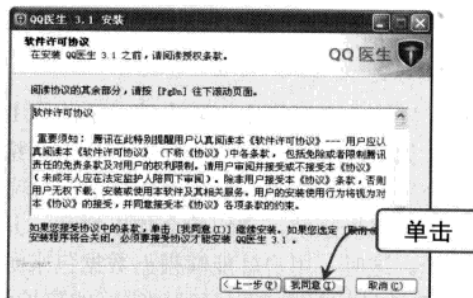 QQ医生 3.1 安装
软件许可协议
在安装 QQ医生 3.1 之前,请阅读授权条款。
QQ 医生
阅读协议的其余部分,请按 [PgDn] 往下滚动页面。
软件许可协议
重要须知: 腾讯在此特别提醒用户认真阅读本《软件许可协议》--- 用户应认
真阅读本《软件许可协议》(下称《协议》)中各条款, 包括免除或者限制腾讯
责任的免责条款及对用户的权利限制。请用户审阅并接受或不接受本《协议》
(未成年人应在法定监护人陪同下审阅)。除非用户接受本《协议》条款,否则
用户无权下载、安装或使用本软件及其相关服务。用户的安装使用行为将视为对
本《协议》的接受,并同意接受本《协议》各项条款的约束。
如果您接受协议中的条款,单击 [我同意(I)] 继续安装。如果您选定 [取消
安装程序将会关闭。必须要接受协议才能安装 QQ医生 3.1 。
单击
< 上一步(P) 我同意(I) 取消(C)